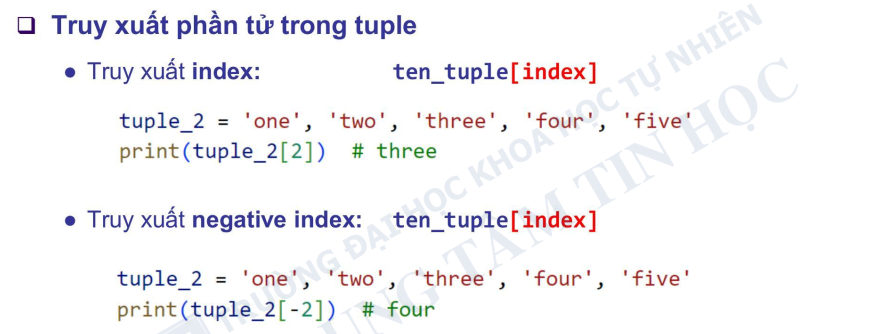 Truy xuất phần tử trong tuple
Truy xuất index: ten_tuple[index]
tuple_2 = 'one', 'two', 'three', 'four', 'five'
print(tuple_2[2]) # three
Truy xuất negative index: ten_tuple[index]
tuple_2 = 'one', 'two', 'three', 'four', 'five'
print(tuple_2[-2]) # four
TRƯỜNG ĐẠI HỌC KHOA HỌC TỰ NHIÊN
TRUNG TÂM TIN HỌC